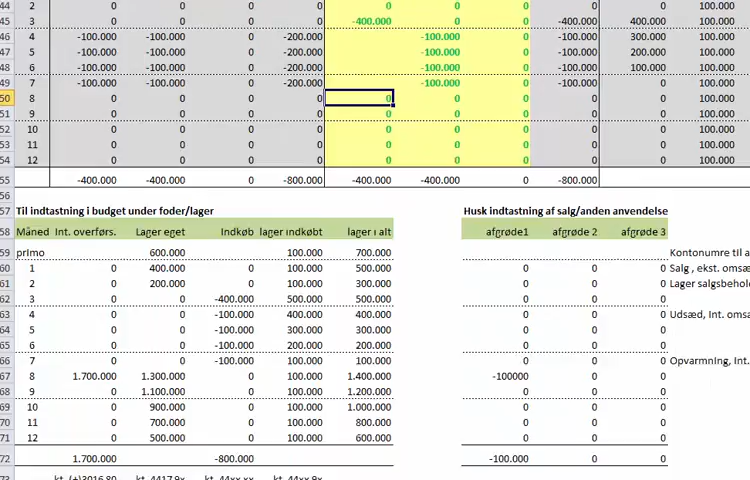 44 2 0 0 0 0 0 0 0 0 0 100.000
45 3 0 0 0 0 -400.000 0 0 -400.000 400.000 100.000
46 4 -100.000 -100.000 0 -200.000 -100.000 0 -100.000 300.000 100.000
47 5 -100.000 -100.000 0 -200.000 -100.000 0 -100.000 200.000 100.000
48 6 -100.000 -100.000 0 -200.000 -100.000 0 -100.000 100.000 100.000
49 7 -100.000 -100.000 0 -200.000 -100.000 0 -100.000 0 100.000
50 8 0 0 0 0 0 0 0 0 0 100.000
51 9 0 0 0 0 0 0 0 0 0 100.000
52 10 0 0 0 0 0 0 0 0 0 100.000
53 11 0 0 0 0 0 0 0 0 0 100.000
54 12 0 0 0 0 0 0 0 0 0 100.000
55 -400.000 -400.000 0 -800.000 -400.000 -400.000 0 -800.000
56
57 Til indtastning i budget under foder/lager Husk indtastning af salg/anden anvendelse
58 Måned Int. overførs. Lager eget Indkøb lager indkøbt lager i alt afgrøde1 afgrøde 2 afgrøde 3
59 primo 600.000 100.000 700.000 Kontonumre til a
60 1 0 400.000 0 100.000 500.000 0 0 0 Salg , ekst. omsæ
61 2 0 200.000 0 100.000 300.000 0 0 0 Lager salgsbehol
62 3 0 0 -400.000 500.000 500.000 0 0 0
63 4 0 0 -100.000 400.000 400.000 0 0 0 Udsæd, Int. omsa
64 5 0 0 -100.000 300.000 300.000 0 0 0
65 6 0 0 -100.000 200.000 200.000 0 0 0
66 7 0 0 -100.000 100.000 100.000 0 0 0 Opvarmning, Int.
67 8 1.700.000 1.300.000 0 100.000 1.400.000 -100000 0 0
68 9 0 1.100.000 0 100.000 1.200.000 0 0 0
69 10 0 900.000 0 100.000 1.000.000 0 0 0
70 11 0 700.000 0 100.000 800.000 0 0 0
71 12 0 500.000 0 100.000 600.000 0 0 0
72 1.700.000 -800.000 -100.000 0 0
73 kt. (+)3016.80 kt. 4417.9x kt. 44xx.xx kt. 44xx.9x